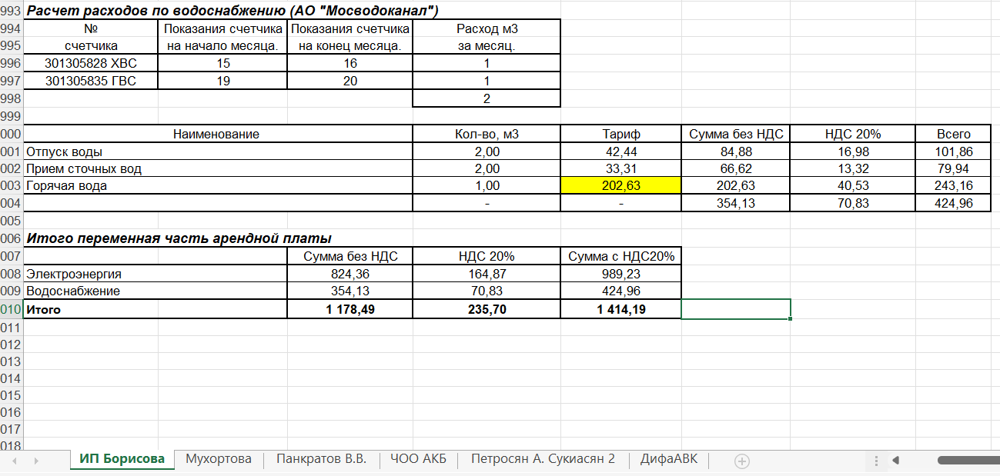 993 Расчет расходов по водоснабжению (АО "Мосводоканал")
994 № Показания счетчика Показания счетчика Расход м3
995 счетчика на начало месяца. на конец месяца. за месяц.
996 301305828 ХВС 15 16 1
997 301305835 ГВС 19 20 1
998 2
999
000 Наименование Кол-во, м3 Тариф Сумма без НДС НДС 20% Всего
001 Отпуск воды 2,00 42,44 84,88 16,98 101,86
002 Прием сточных вод 2,00 33,31 66,62 13,32 79,94
003 Горячая вода 1,00 202,63 202,63 40,53 243,16
004 - - 354,13 70,83 424,96
005
006 Итого переменная часть арендной платы
007 Сумма без НДС НДС 20% Сумма с НДС20%
008 Электроэнергия 824,36 164,87 989,23
009 Водоснабжение 354,13 70,83 424,96
010 Итого 1 178,49 235,70 1 414,19
011
012
013
014
015
016
017
018
ИП Борисова Мухортова Панкратов В.В. ЧОО АКБ Петросян А. Сукиасян 2 ДифаАВК